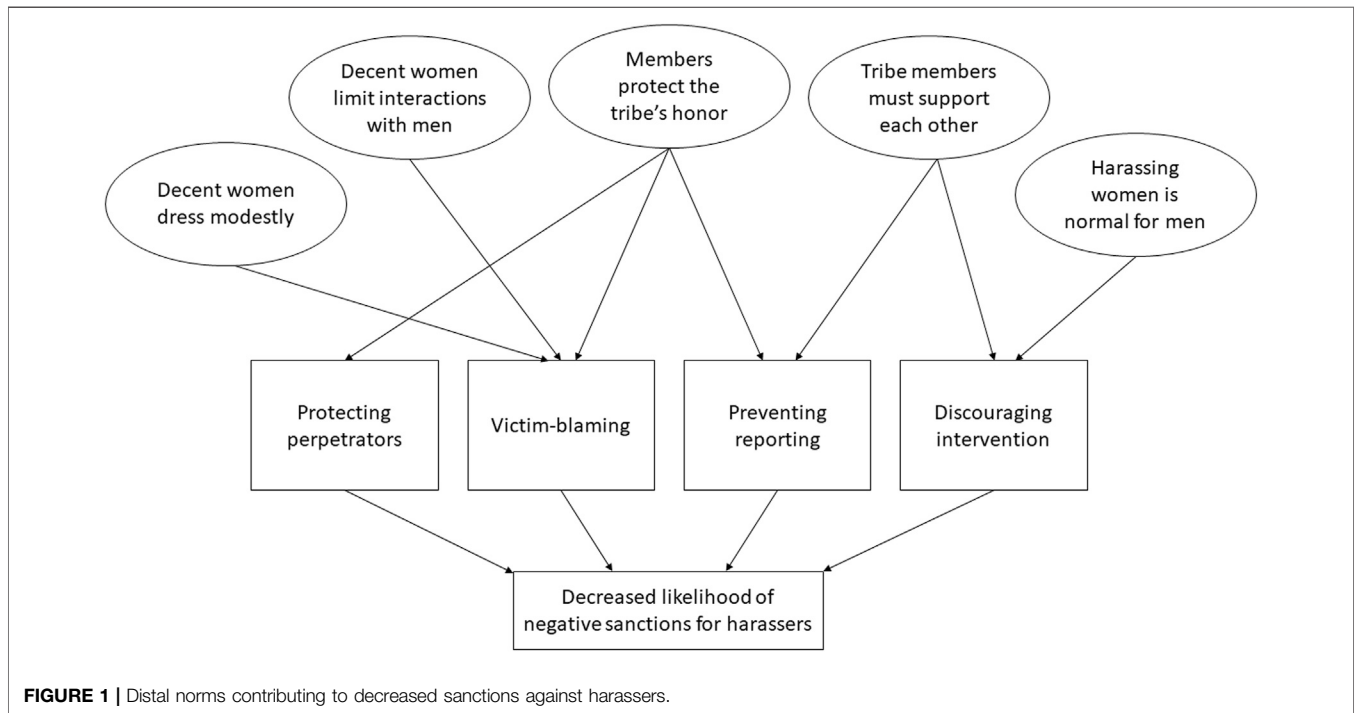 Decent women
dress modestly
Decent women
limit interactions
with men
Members
protect the
tribe's honor
Tribe members
must support
each other
Harassing
women is
normal for men
Protecting
perpetrators
Victim-blaming
Preventing
reporting
Discouraging
intervention
Decreased likelihood of
negative sanctions for harassers
FIGURE 1 | Distal norms contributing to decreased sanctions against harassers.